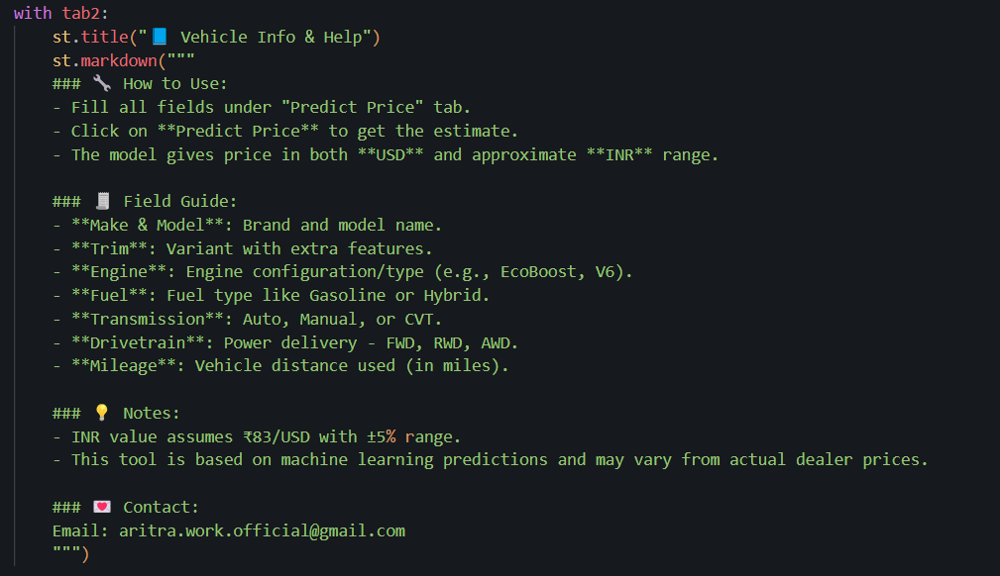 with tab2:
    st.title("📘 Vehicle Info & Help")
    st.markdown("""
    ### 🔧 How to Use:
    - Fill all fields under "Predict Price" tab.
    - Click on **Predict Price** to get the estimate.
    - The model gives price in both **USD** and approximate **INR** range.

    ### 🧾 Field Guide:
    - **Make & Model**: Brand and model name.
    - **Trim**: Variant with extra features.
    - **Engine**: Engine configuration/type (e.g., EcoBoost, V6).
    - **Fuel**: Fuel type like Gasoline or Hybrid.
    - **Transmission**: Auto, Manual, or CVT.
    - **Drivetrain**: Power delivery - FWD, RWD, AWD.
    - **Mileage**: Vehicle distance used (in miles).

    ### 💡 Notes:
    - INR value assumes ₹83/USD with ±5% range.
    - This tool is based on machine learning predictions and may vary from actual dealer prices.

    ### 💌 Contact:
    Email: aritra.work.official@gmail.com
    """)